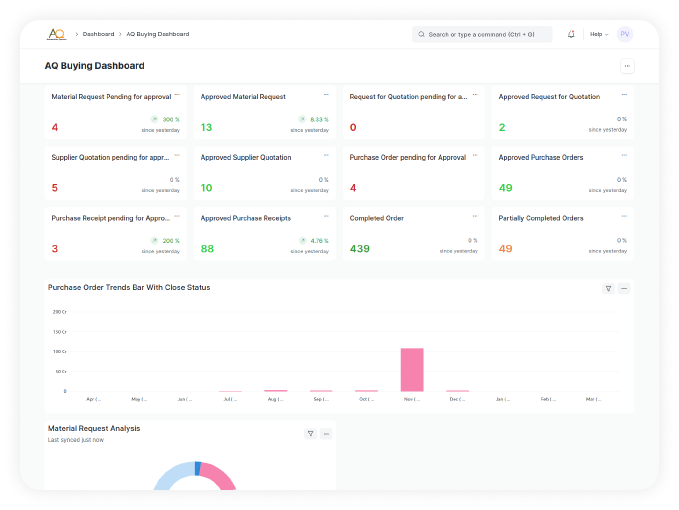 AQ
Dashboard
AQ Buying Dashboard
Search or type a command (Ctrl + G)
Help
PV
AQ Buying Dashboard
Material Request Pending for approval
4
300 %
since yesterday
Approved Material Request
13
8.33 %
since yesterday
Request for Quotation pending for a...
0
Approved Request for Quotation
2
0 %
since yesterday
Supplier Quotation pending for appr...
5
0 %
since yesterday
Approved Supplier Quotation
10
0 %
since yesterday
Purchase Order pending for Approval
4
Approved Purchase Orders
49
0 %
since yesterday
Purchase Receipt pending for Appro...
3
200 %
since yesterday
Approved Purchase Receipts
88
4.76 %
since yesterday
Completed Order
439
0 %
since yesterday
Partially Completed Orders
49
0 %
since yesterday
Purchase Order Trends Bar With Close Status
200 Cr
150 Cr
100 Cr
50 Cr
0
Apr (...
May (...
Jun (...
Jul (...
Aug (...
Sep (...
Oct (...
Nov (...
Dec (...
Jan (...
Feb (...
Mar (...
Material Request Analysis
Last synced just now